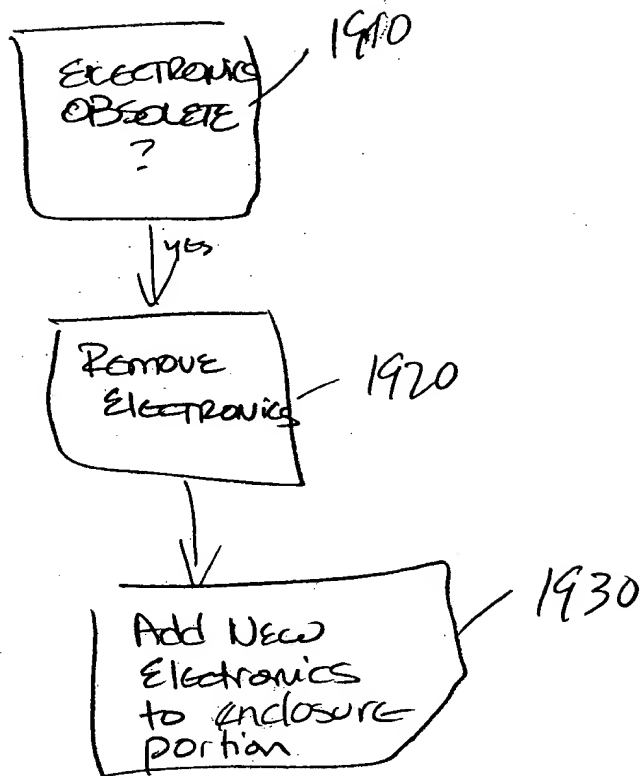 1910
ELECTRONICS
OBSOLETE
?
yes
Remove
Electronics
1920
1930
Add New
Electronics
to enclosure
portion